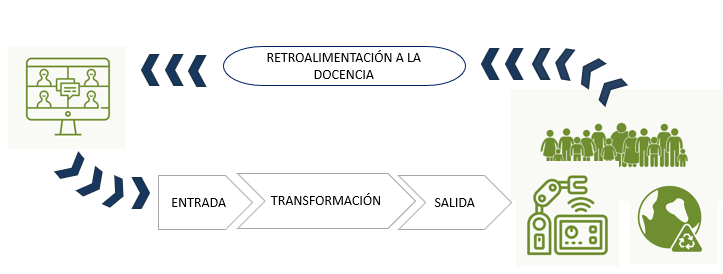 RETROALIMENTACIÓN A LA
DOCENCIA
ENTRADA
TRANSFORMACIÓN
SALIDA